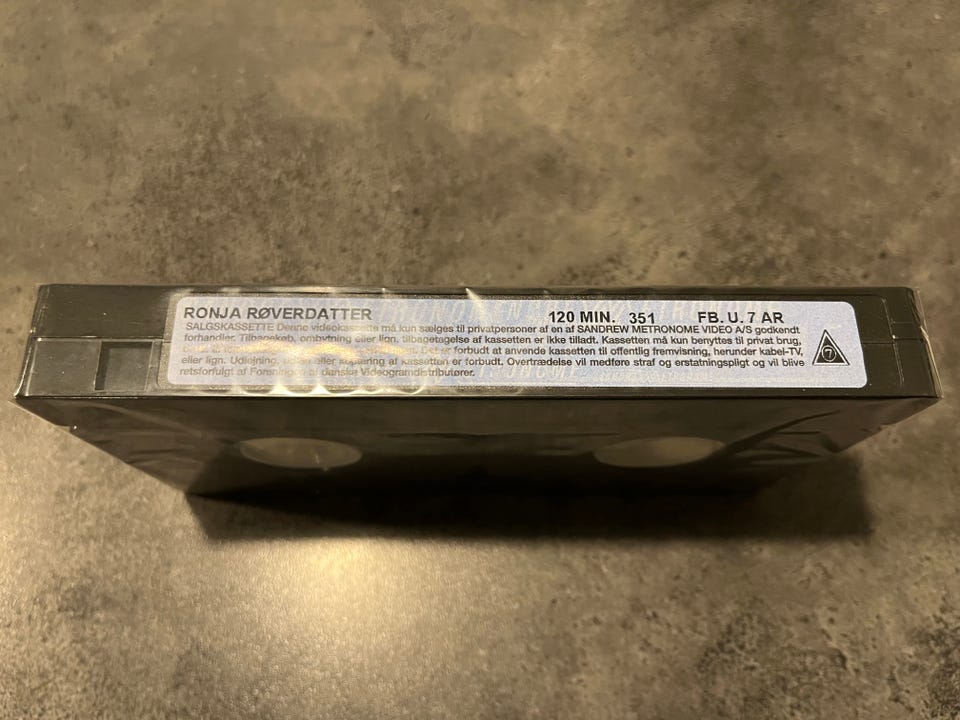 RONJA RØVERDATTER 120 MIN. 351 FB. U. 7 AR
SALGSKASSETTE Denne videokassette må kun sælges til privatpersoner af en af SANDREW METRONOME VIDEO A/S godkendt
forhandler. Tilbagekøb, ombytning eller lign. tilbagetagelse af kassetten er ikke tilladt. Kassetten må kun benyttes til privat brug,
er forbudt at anvende kassetten til offentlig fremvisning, herunder kabel-TV,
eller lign. Udlejning, udlån eller kopiering af kassetten er forbudt. Overtrædelse vil medføre straf og erstatningspligt og vil blive
retsforfulgt af Foreningen af danske Videogramdistributører.
7